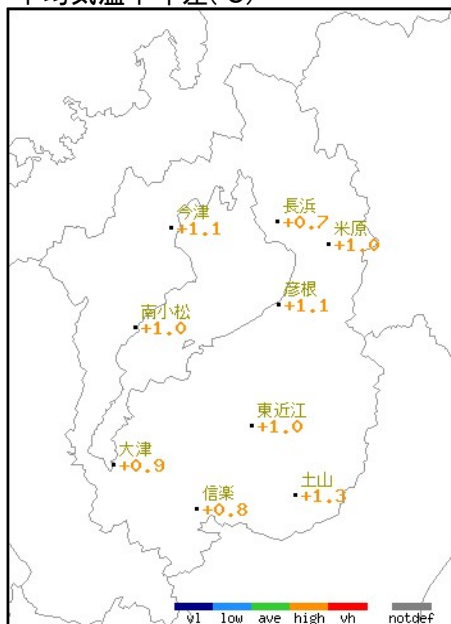 平均気温平年差(℃)
今津
+1.1
長浜
+0.7
米原
+1.0
彦根
+1.1
南小松
+1.0
東近江
+1.0
大津
+0.9
信楽
+0.8
土山
+1.3
vl low ave high vh notdef